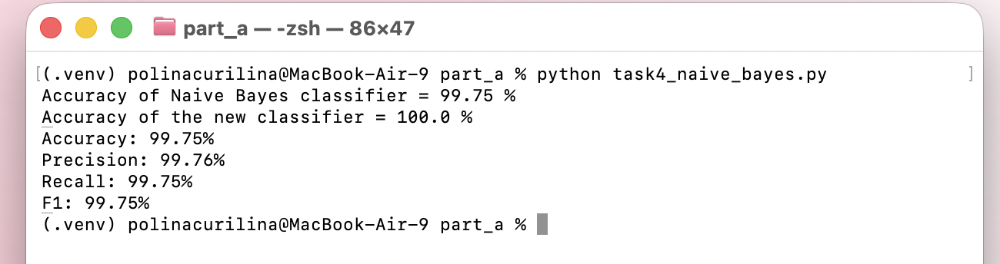 part_a — -zsh — 86×47
[(.venv) polinacurilina@MacBook-Air-9 part_a % python task4_naive_bayes.py ]
Accuracy of Naive Bayes classifier = 99.75 %
Accuracy of the new classifier = 100.0 %
Accuracy: 99.75%
Precision: 99.76%
Recall: 99.75%
F1: 99.75%
(.venv) polinacurilina@MacBook-Air-9 part_a %